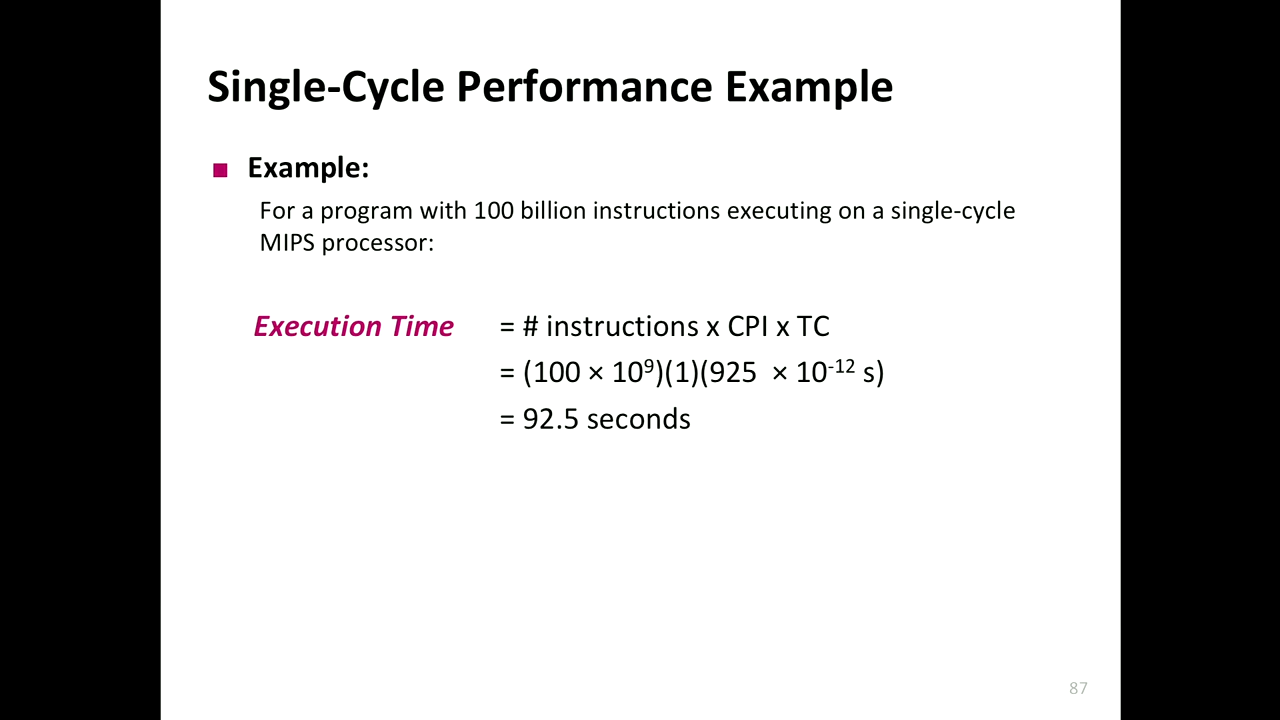 Single-Cycle Performance Example
■ Example:
For a program with 100 billion instructions executing on a single-cycle
MIPS processor:
Execution Time = # instructions x CPI x TC
= (100 × 10⁹)(1)(925 × 10⁻¹² s)
= 92.5 seconds
87